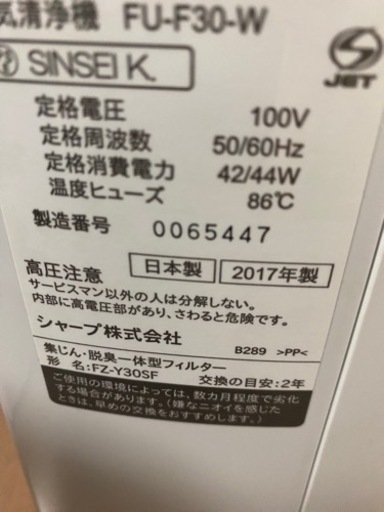 気清浄機 FU-F30-W
SINSEI K.
JET
定格電圧 100V
定格周波数 50/60Hz
定格消費電力 42/44W
温度ヒューズ 86℃
製造番号 0065447
高圧注意 日本製 2017年製
サービスマン以外の人は分解しない。
内部に高電圧部があり、さわると危険です。
シャープ株式会社 B289 >PP<
集じん・脱臭一体型フィルター
形 名:FZ-Y30SF 交換の目安:2年
ご使用の環境によっては、数カ月程度で劣化
する場合があります。(嫌なニオイを感じた
ときは、早めの交換をおすすめします。)